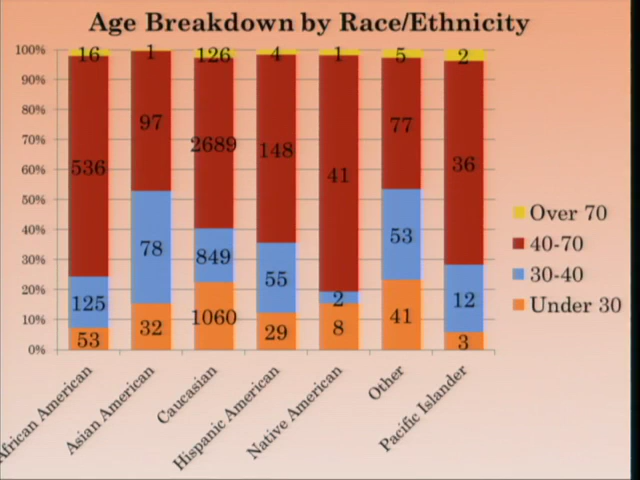 Age Breakdown by Race/Ethnicity
100%
90%
80%
70%
60%
50%
40%
30%
20%
10%
0%
16 1 126 4 1 5 2
536 97 2689 148 41 77 36
125 78 849 55 2 53 12
53 32 1060 29 8 41 3
African American
Asian American
Caucasian
Hispanic American
Native American
Other
Pacific Islander
Over 70
40-70
30-40
Under 30